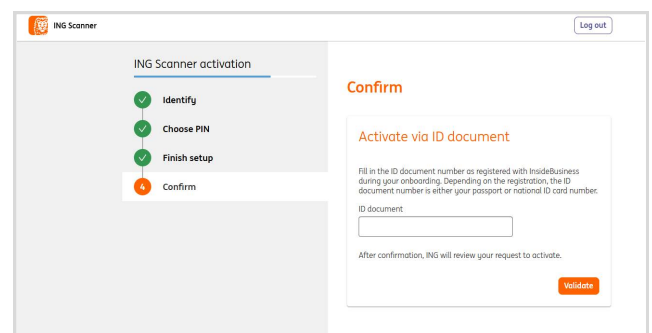 ING Scanner
Log out
ING Scanner activation
Identify
Choose PIN
Finish setup
4 Confirm
Confirm
Activate via ID document
Fill in the ID document number as registered with InsideBusiness
during your onboarding. Depending on the registration, the ID
document number is either your passport or national ID card number.
ID document
After confirmation, ING will review your request to activate.
Validate